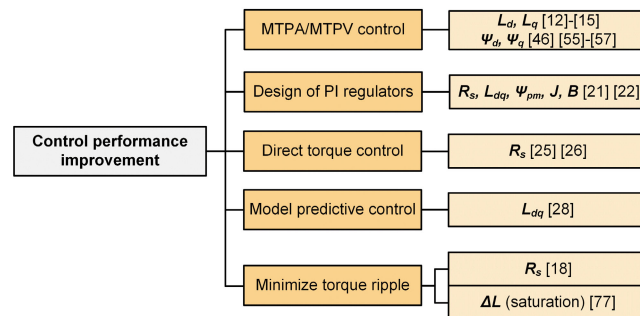 Control performance
improvement
MTPA/MTPV control
L_d, L_q [12]-[15]
Ψ_d, Ψ_q [46] [55]-[57]
Design of PI regulators
R_s, L_dq, Ψ_pm, J, B [21] [22]
Direct torque control
R_s [25] [26]
Model predictive control
L_dq [28]
Minimize torque ripple
R_s [18]
ΔL (saturation) [77]